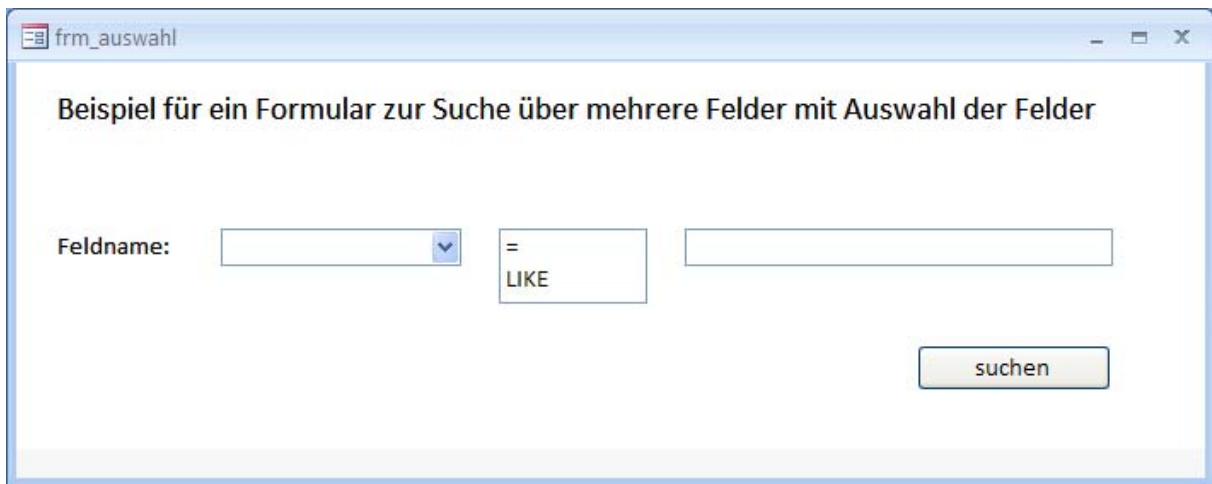 frm_auswahl
Beispiel für ein Formular zur Suche über mehrere Felder mit Auswahl der Felder
Feldname:
=
LIKE
suchen